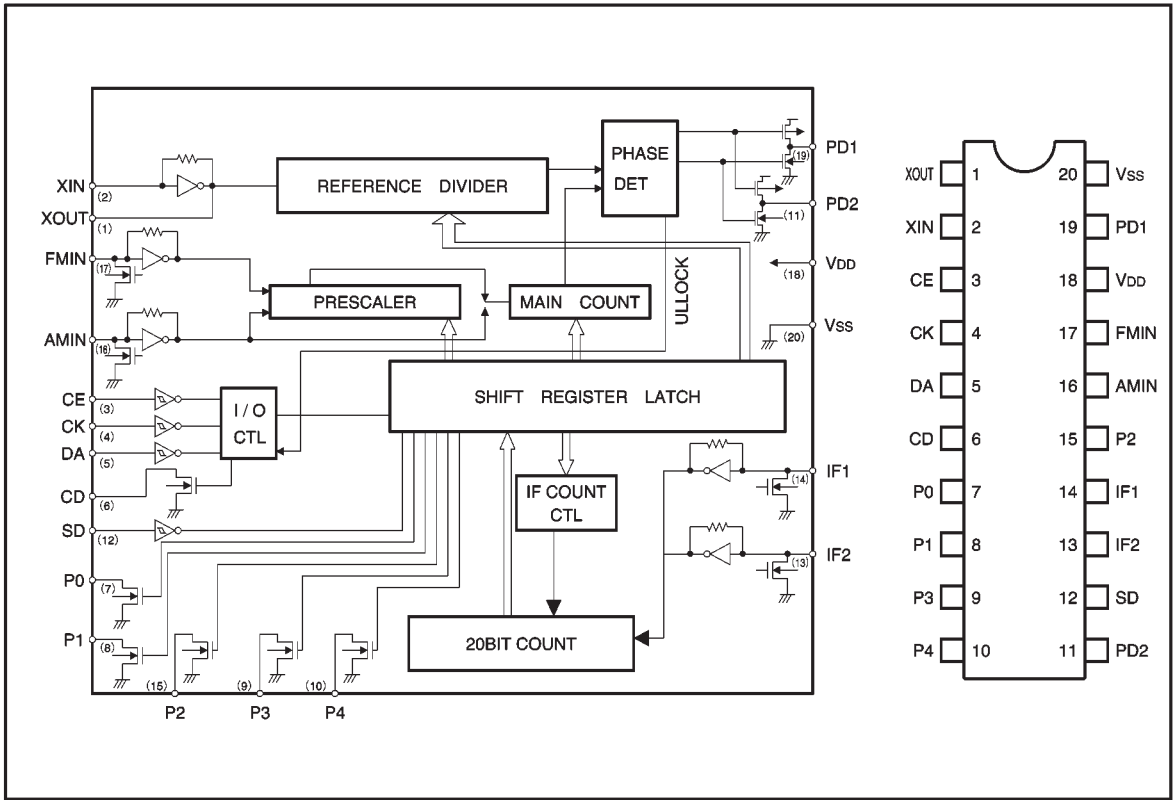 XIN
(2)
XOUT
(1)
FMIN
(17)
AMIN
(16)
CE
(3)
CK
(4)
DA
(5)
CD
(6)
SD
(12)
P0
(7)
P1
(8)
(15)
P2
(9)
P3
(10)
P4
REFERENCE DIVIDER
PHASE
DET
PRESCALER
MAIN COUNT
ULLOCK
I / O
CTL
SHIFT REGISTER LATCH
IF COUNT
CTL
20BIT COUNT
PD1
(19)
PD2
(11)
VDD
(18)
VSS
(20)
IF1
(14)
IF2
(13)
XOUT 1 20 VSS
XIN 2 19 PD1
CE 3 18 VDD
CK 4 17 FMIN
DA 5 16 AMIN
CD 6 15 P2
P0 7 14 IF1
P1 8 13 IF2
P3 9 12 SD
P4 10 11 PD2